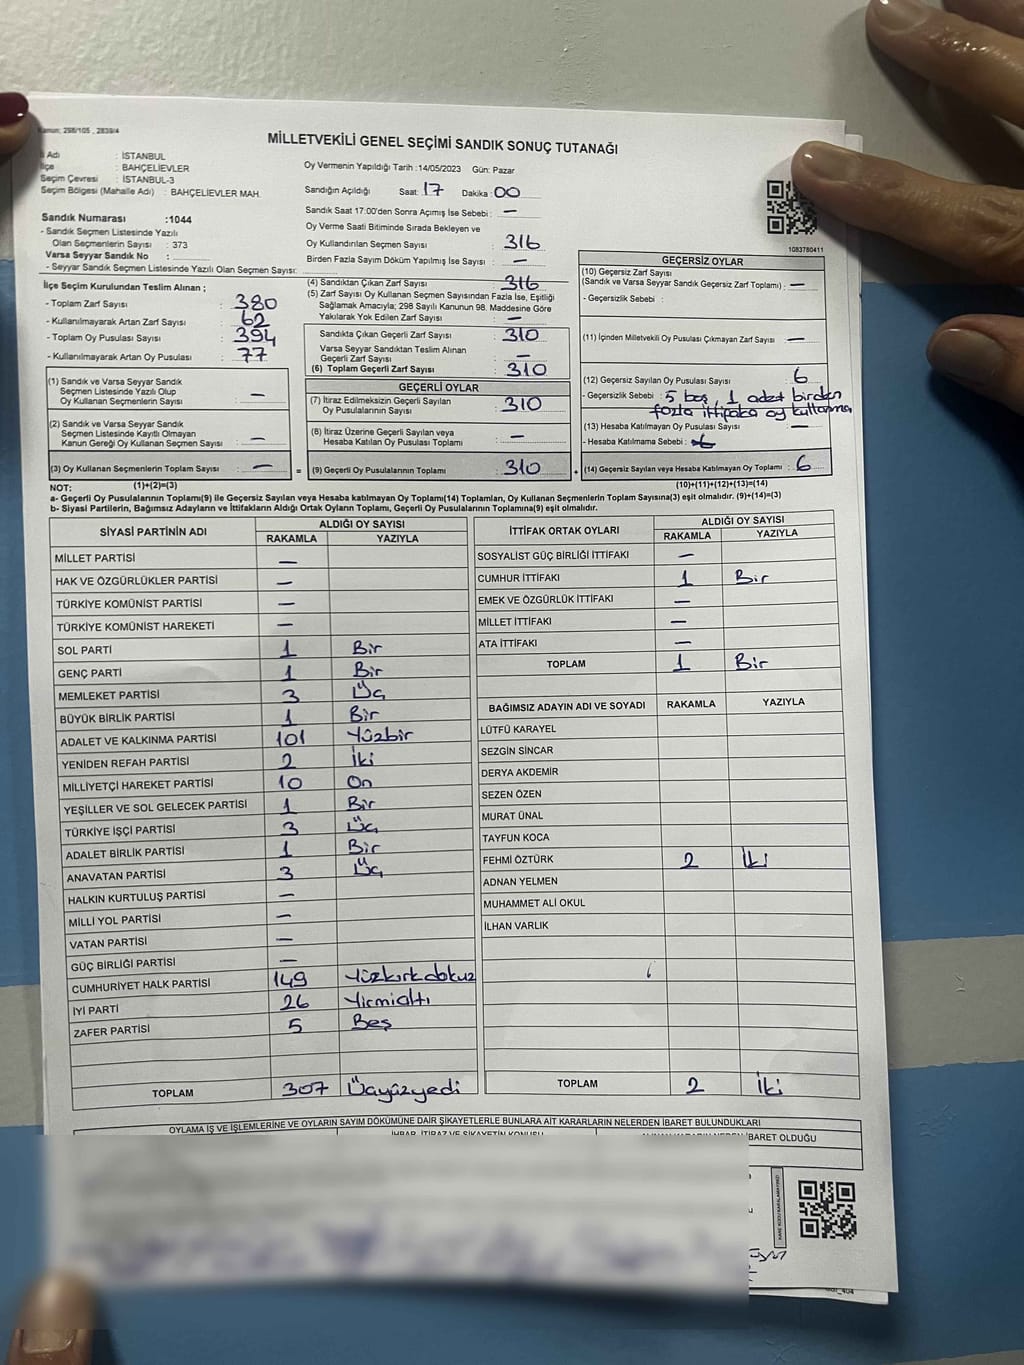 Kanun; 298/105 , 2839/4
MİLLETVEKİLİ GENEL SEÇİMİ SANDIK SONUÇ TUTANAĞI
İl Adı : İSTANBUL
İlçe : BAHÇELİEVLER
Seçim Çevresi : İSTANBUL-3
Seçim Bölgesi (Mahalle Adı) : BAHÇELİEVLER MAH.
Sandık Numarası :1044
- Sandık Seçmen Listesinde Yazılı
Olan Seçmenlerin Sayısı : 373
Varsa Seyyar Sandık No :
- Seyyar Sandık Seçmen Listesinde Yazılı Olan Seçmen Sayısı:
İlçe Seçim Kurulundan Teslim Alınan ;
- Toplam Zarf Sayısı : 380
- Kullanılmayarak Artan Zarf Sayısı : 62
- Toplam Oy Pusulası Sayısı : 394
- Kullanılmayarak Artan Oy Pusulası : 77
(1) Sandık ve Varsa Seyyar Sandık
Seçmen Listesinde Yazılı Olup
Oy Kullanan Seçmenlerin Sayısı : —
(2) Sandık ve Varsa Seyyar Sandık
Seçmen Listesinde Kayıtlı Olmayan
Kanun Gereği Oy Kullanan Seçmen Sayısı : —
(3) Oy Kullanan Seçmenlerin Toplam Sayısı : — =
(1)+(2)=(3)
Oy Vermenin Yapıldığı Tarih :14/05/2023 Gün: Pazar
Sandığın Açıldığı Saat: 17 Dakika : 00
Sandık Saat 17:00'den Sonra Açılmış İse Sebebi : —
Oy Verme Saati Bitiminde Sırada Bekleyen ve
Oy Kullandırılan Seçmen Sayısı : 316
Birden Fazla Sayım Döküm Yapılmış İse Sayısı : —
(4) Sandıktan Çıkan Zarf Sayısı : 316
(5) Zarf Sayısı Oy Kullanan Seçmen Sayısından Fazla İse, Eşitliği
Sağlamak Amacıyla; 298 Sayılı Kanunun 98. Maddesine Göre
Yakılarak Yok Edilen Zarf Sayısı : —
Sandıkta Çıkan Geçerli Zarf Sayısı : 310
Varsa Seyyar Sandıktan Teslim Alınan
Geçerli Zarf Sayısı : —
(6) Toplam Geçerli Zarf Sayısı : 310
GEÇERLİ OYLAR
(7) İtiraz Edilmeksizin Geçerli Sayılan
Oy Pusulalarının Sayısı : 310
(8) İtiraz Üzerine Geçerli Sayılan veya
Hesaba Katılan Oy Pusulası Toplamı : —
(9) Geçerli Oy Pusulalarının Toplamı : 310 +
1083780411
GEÇERSİZ OYLAR
(10) Geçersiz Zarf Sayısı
(Sandık ve Varsa Seyyar Sandık Geçersiz Zarf Toplamı) : —
- Geçersizlik Sebebi :
(11) İçinden Milletvekili Oy Pusulası Çıkmayan Zarf Sayısı : —
(12) Geçersiz Sayılan Oy Pusulası Sayısı : 6
- Geçersizlik Sebebi : 5 boş, 1 adet birden
fazla ittifaka oy kullanma
(13) Hesaba Katılmayan Oy Pusulası Sayısı : —
- Hesaba Katılmama Sebebi :
(14) Geçersiz Sayılan veya Hesaba Katılmayan Oy Toplamı : 6
(10)+(11)+(12)+(13)=(14)
NOT:
a- Geçerli Oy Pusulalarının Toplamı(9) ile Geçersiz Sayılan veya Hesaba katılmayan Oy Toplamı(14) Toplamları, Oy Kullanan Seçmenlerin Toplam Sayısına(3) eşit olmalıdır. (9)+(14)=(3)
b- Siyasi Partilerin, Bağımsız Adayların ve İttifakların Aldığı Ortak Oyların Toplamı, Geçerli Oy Pusulalarının Toplamına(9) eşit olmalıdır.
SİYASİ PARTİNİN ADI ALDIĞI OY SAYISI
RAKAMLA YAZIYLA
MİLLET PARTİSİ —
HAK VE ÖZGÜRLÜKLER PARTİSİ —
TÜRKİYE KOMÜNİST PARTİSİ —
TÜRKİYE KOMÜNİST HAREKETİ —
SOL PARTİ 1 Bir
GENÇ PARTİ 1 Bir
MEMLEKET PARTİSİ 3 Üç
BÜYÜK BİRLİK PARTİSİ 1 Bir
ADALET VE KALKINMA PARTİSİ 101 Yüzbir
YENİDEN REFAH PARTİSİ 2 İki
MİLLİYETÇİ HAREKET PARTİSİ 10 On
YEŞİLLER VE SOL GELECEK PARTİSİ 1 Bir
TÜRKİYE İŞÇİ PARTİSİ 3 Üç
ADALET BİRLİK PARTİSİ 1 Bir
ANAVATAN PARTİSİ 3 Üç
HALKIN KURTULUŞ PARTİSİ —
MİLLİ YOL PARTİSİ —
VATAN PARTİSİ —
GÜÇ BİRLİĞİ PARTİSİ —
CUMHURİYET HALK PARTİSİ 149 Yüzkırkdokuz
İYİ PARTİ 26 Yirmialtı
ZAFER PARTİSİ 5 Beş
TOPLAM 307 Üçyüzyedi
İTTİFAK ORTAK OYLARI ALDIĞI OY SAYISI
RAKAMLA YAZIYLA
SOSYALİST GÜÇ BİRLİĞİ İTTİFAKI —
CUMHUR İTTİFAKI 1 Bir
EMEK VE ÖZGÜRLÜK İTTİFAKI —
MİLLET İTTİFAKI —
ATA İTTİFAKI —
TOPLAM 1 Bir
BAĞIMSIZ ADAYIN ADI VE SOYADI RAKAMLA YAZIYLA
LÜTFÜ KARAYEL
SEZGİN SİNCAR
DERYA AKDEMİR
SEZEN ÖZEN
MURAT ÜNAL
TAYFUN KOCA
FEHMİ ÖZTÜRK 2 İki
ADNAN YELMEN
MUHAMMET ALİ OKUL
İLHAN VARLIK
TOPLAM 2 İki
OYLAMA İŞ VE İŞLEMLERİNE VE OYLARIN SAYIM DÖKÜMÜNE DAİR ŞİKAYETLERLE BUNLARA AİT KARARLARIN NELERDEN İBARET BULUNDUKLARI
İHBAR, İTİRAZ VE ŞİKAYETİN KONUSU
İBARET OLDUĞU